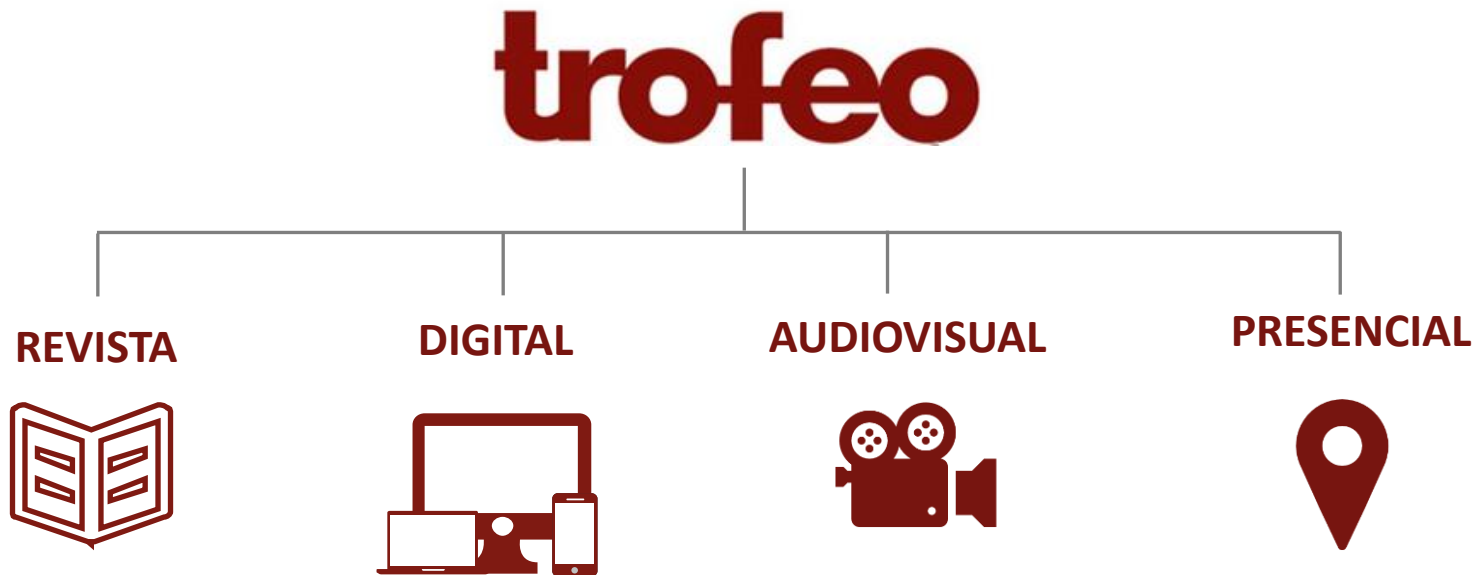 trofeo
REVISTA
DIGITAL
AUDIOVISUAL
PRESENCIAL